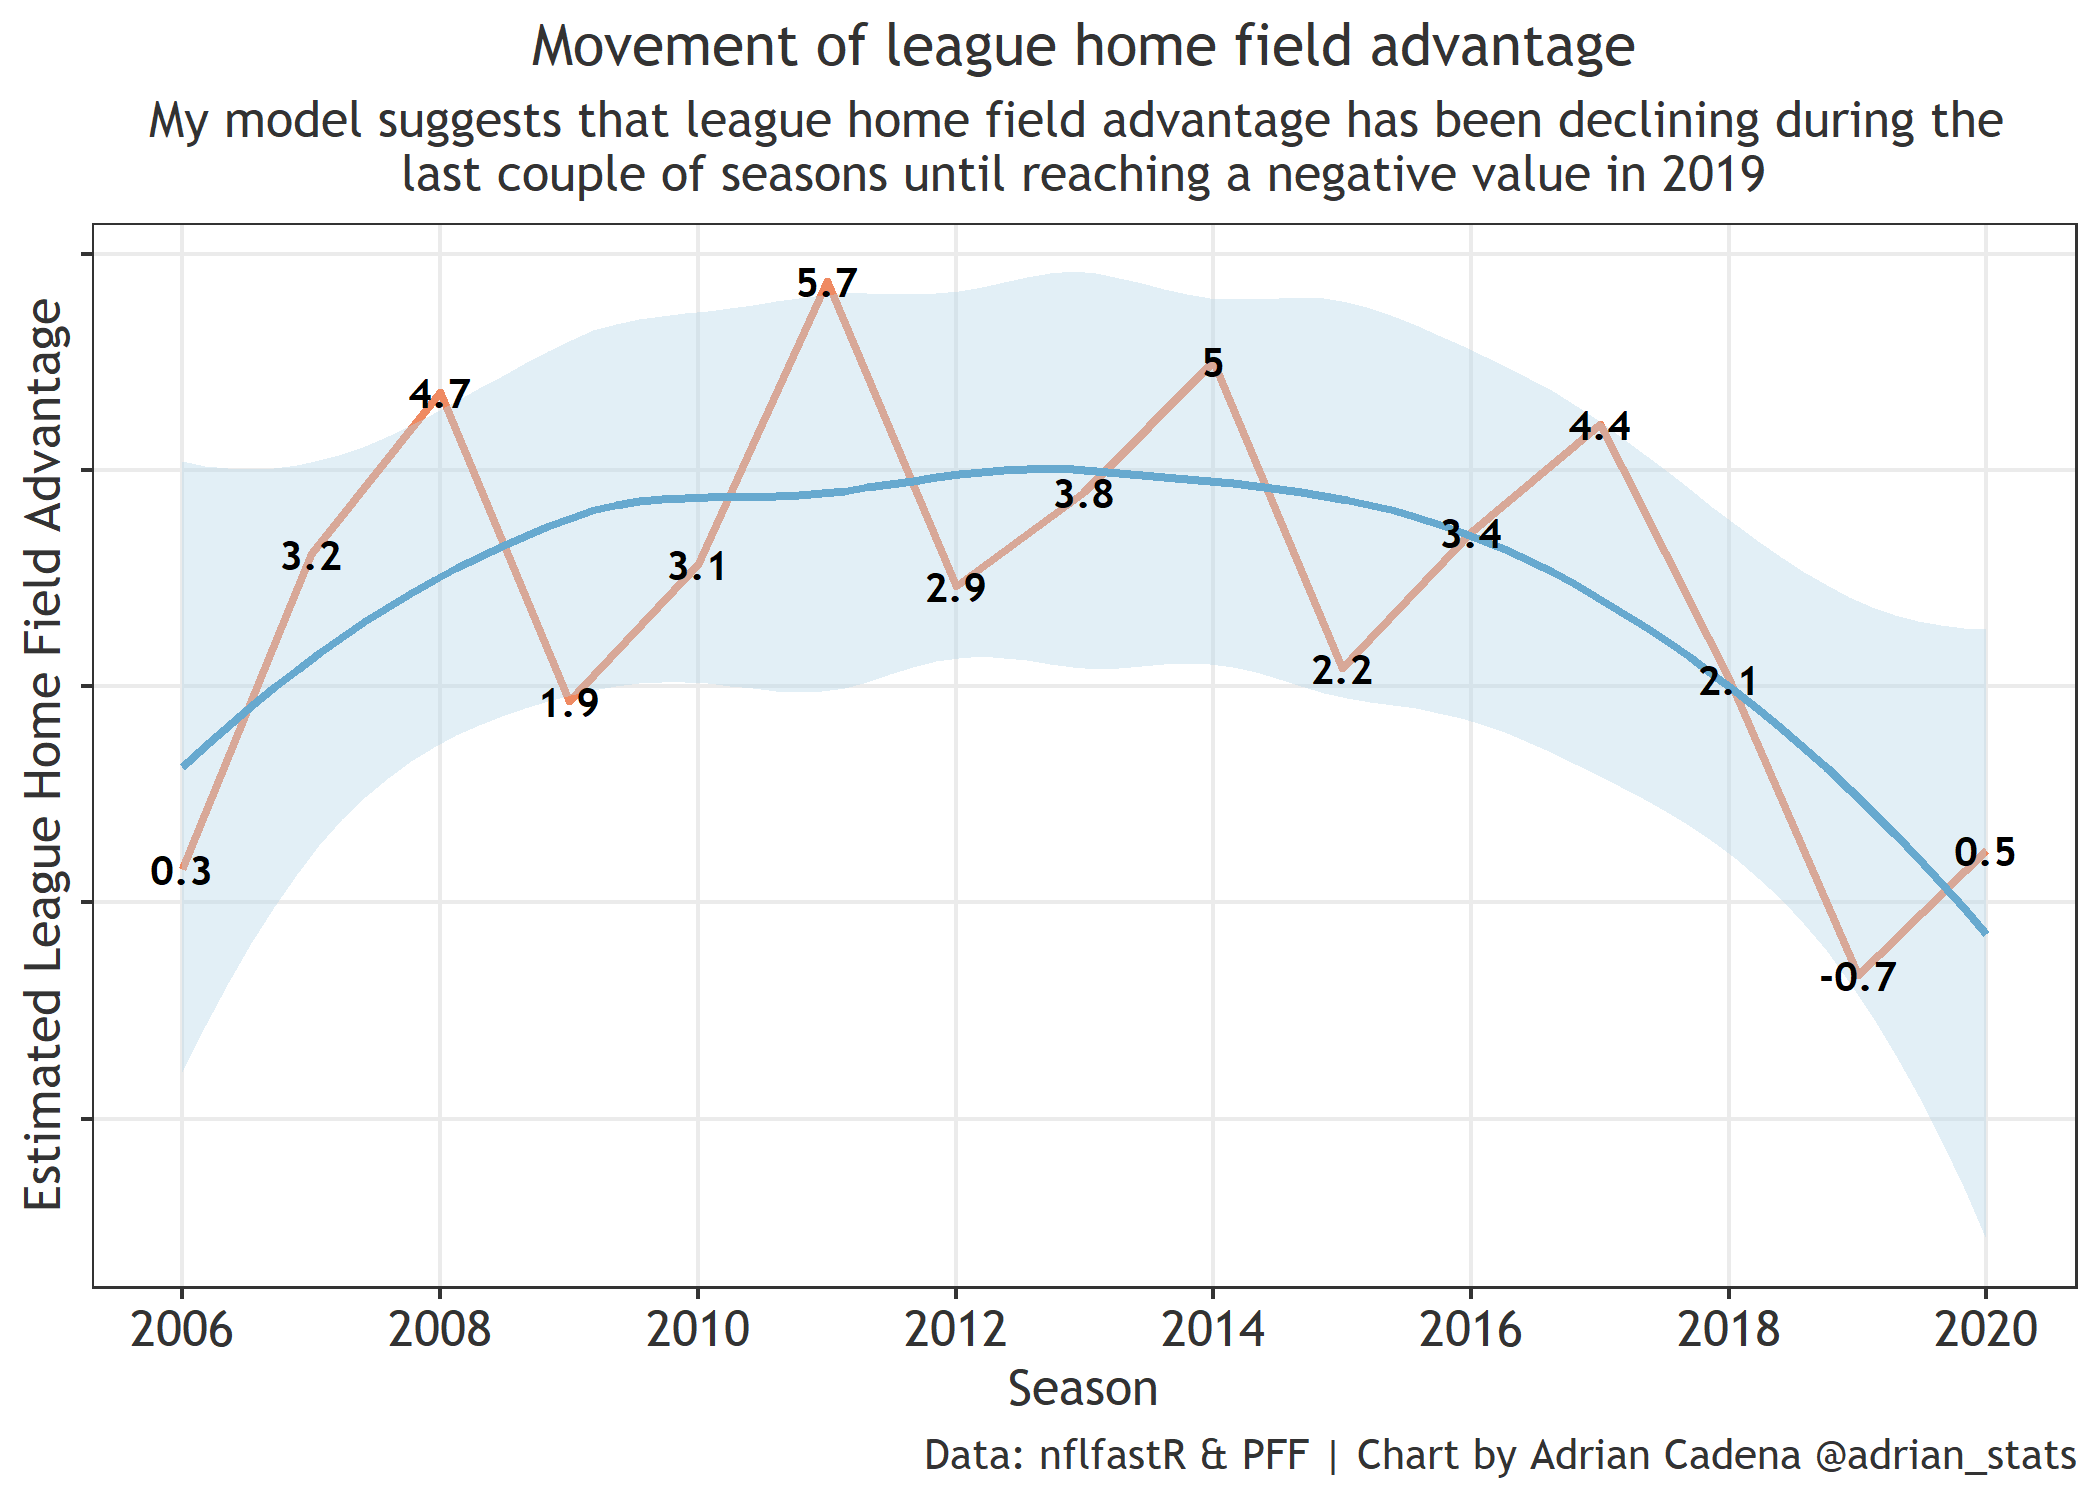 Movement of league home field advantage
My model suggests that league home field advantage has been declining during the
last couple of seasons until reaching a negative value in 2019
Estimated League Home Field Advantage
0.3
3.2
4.7
1.9
3.1
5.7
2.9
3.8
5
2.2
3.4
4.4
2.1
-0.7
0.5
2006 2008 2010 2012 2014 2016 2018 2020
Season
Data: nflfastR & PFF | Chart by Adrian Cadena @adrian_stats